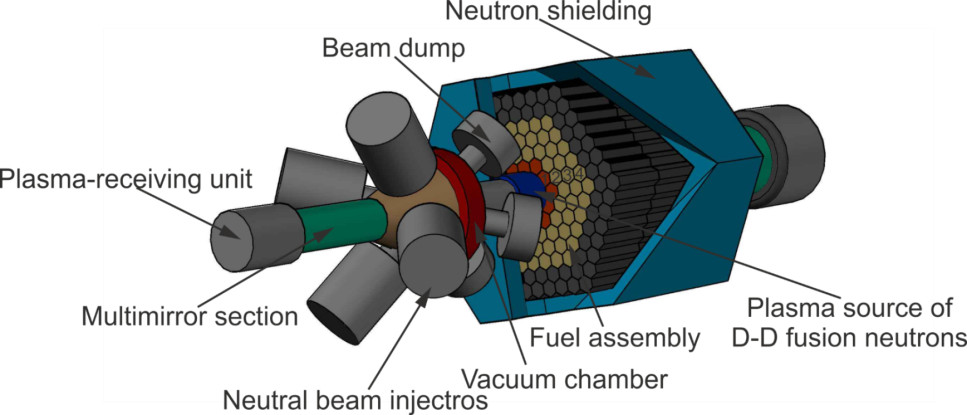 Neutron shielding
Beam dump
Plasma-receiving unit
234
Multimirror section
Plasma source of
D-D fusion neutrons
Fuel assembly
Vacuum chamber
Neutral beam injectros